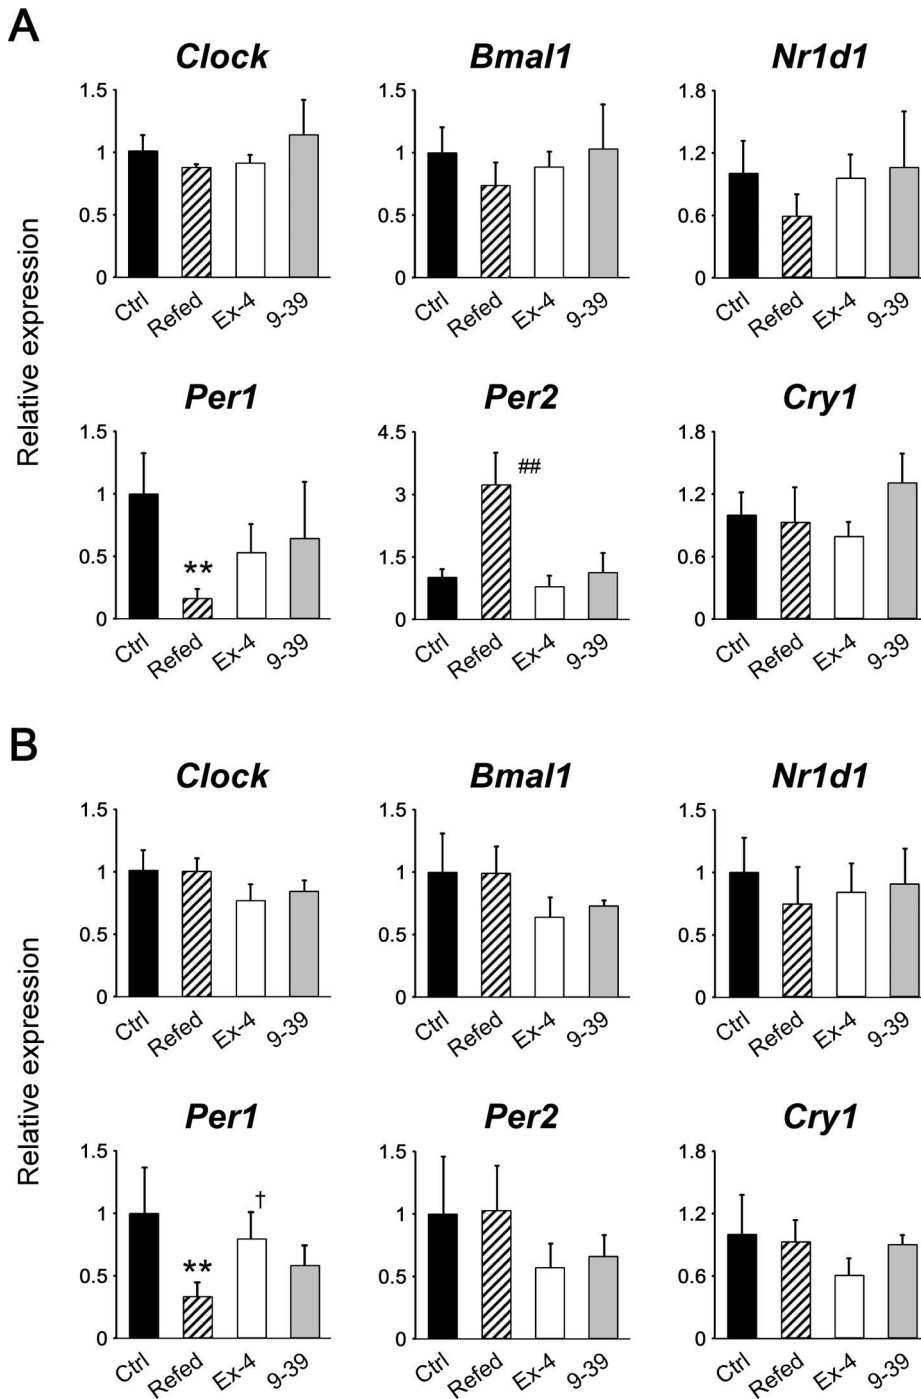 A
Clock
Bmal1
Nr1d1
1.5
1
0.5
0
Ctrl
Refed
Ex-4
9-39
1.5
1
0.5
0
Ctrl
Refed
Ex-4
9-39
1.8
1.2
0.6
0
Ctrl
Refed
Ex-4
9-39
Relative expression
Per1
Per2
Cry1
1.5
1
0.5
0
**
Ctrl
Refed
Ex-4
9-39
4.5
3
1.5
0
##
Ctrl
Refed
Ex-4
9-39
1.8
1.2
0.6
0
Ctrl
Refed
Ex-4
9-39
B
Clock
Bmal1
Nr1d1
1.5
1
0.5
0
Ctrl
Refed
Ex-4
9-39
1.5
1
0.5
0
Ctrl
Refed
Ex-4
9-39
1.5
1
0.5
0
Ctrl
Refed
Ex-4
9-39
Relative expression
Per1
Per2
Cry1
1.5
1
0.5
0
**
†
Ctrl
Refed
Ex-4
9-39
1.5
1
0.5
0
Ctrl
Refed
Ex-4
9-39
1.8
1.2
0.6
0
Ctrl
Refed
Ex-4
9-39